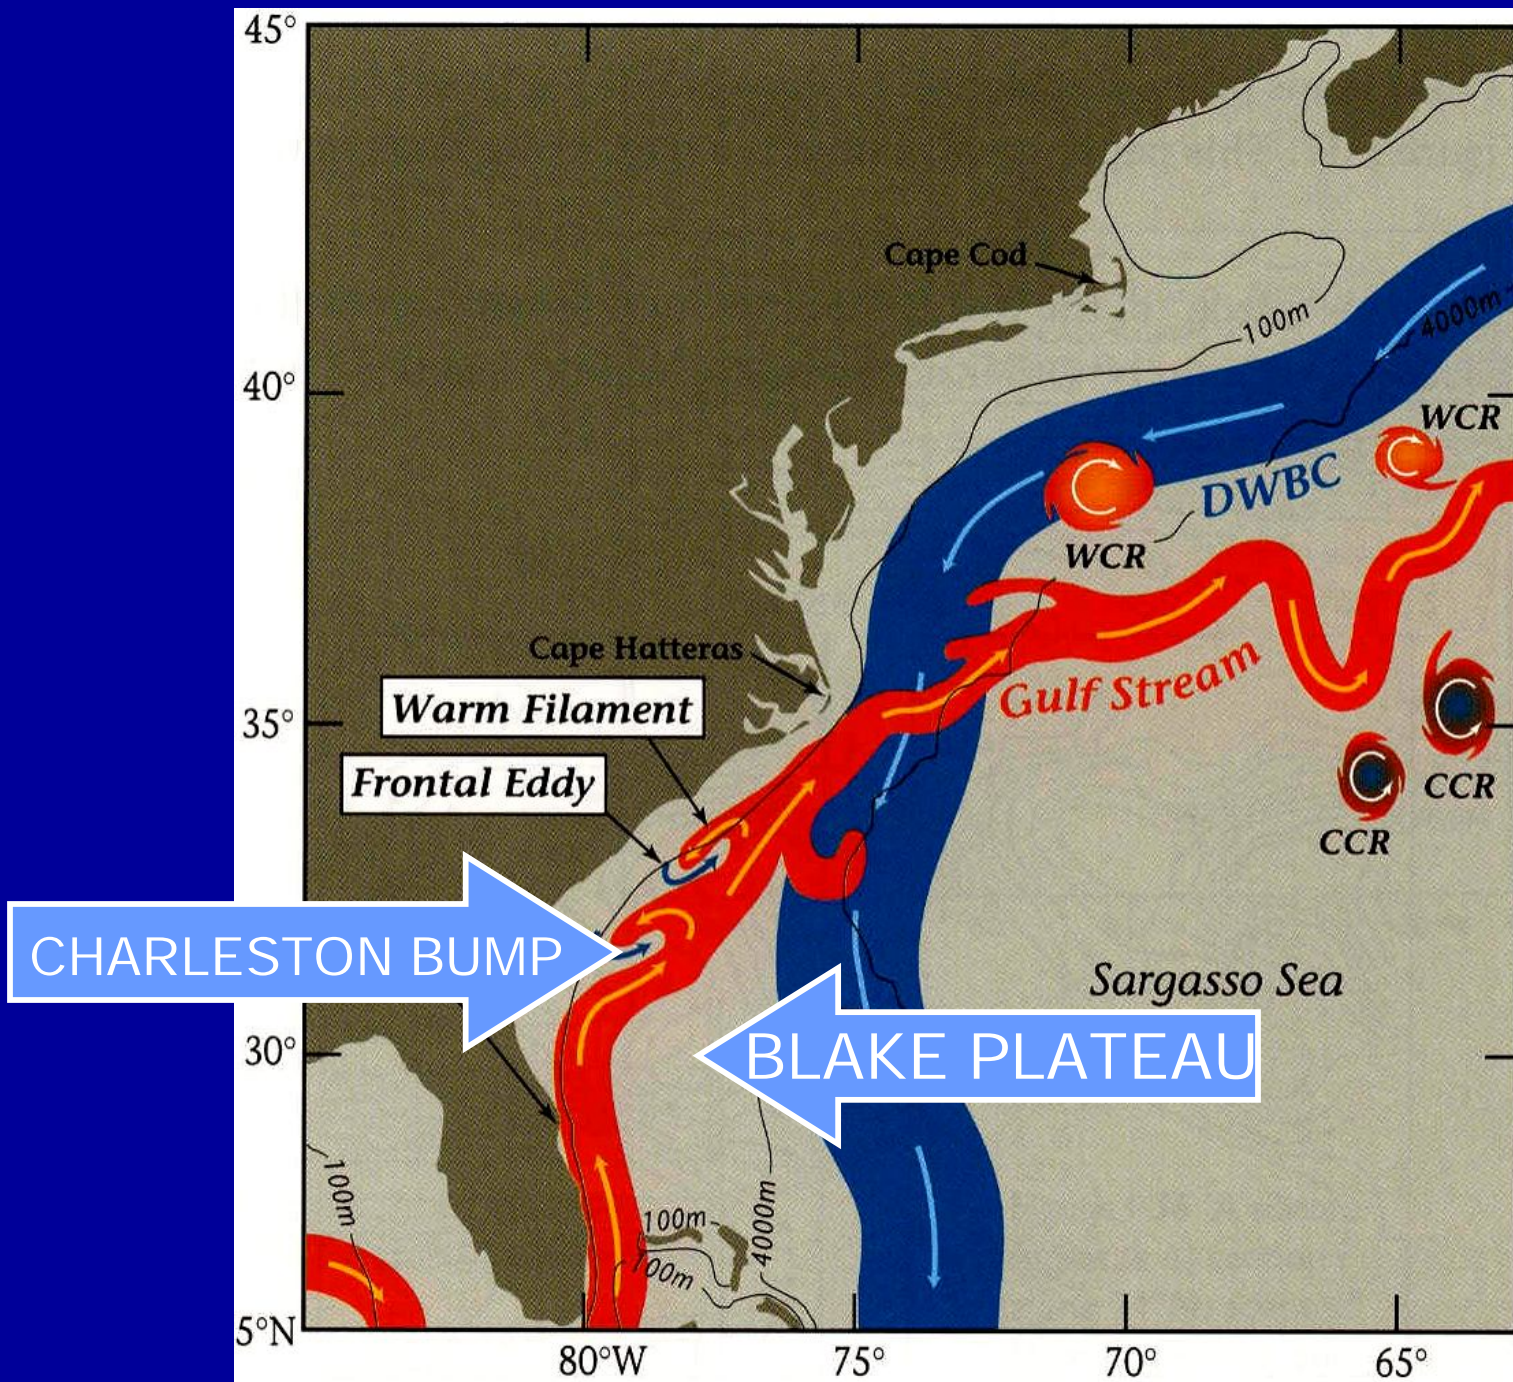 45°
Cape Cod
100m
4000m
40°
WCR
DWBC
WCR
Cape Hatteras
Gulf Stream
Warm Filament
35°
Frontal Eddy
CCR
CCR
CHARLESTON BUMP
Sargasso Sea
30°
BLAKE PLATEAU
100m
4000m
100m
100m
5°N
80°W
75°
70°
65°